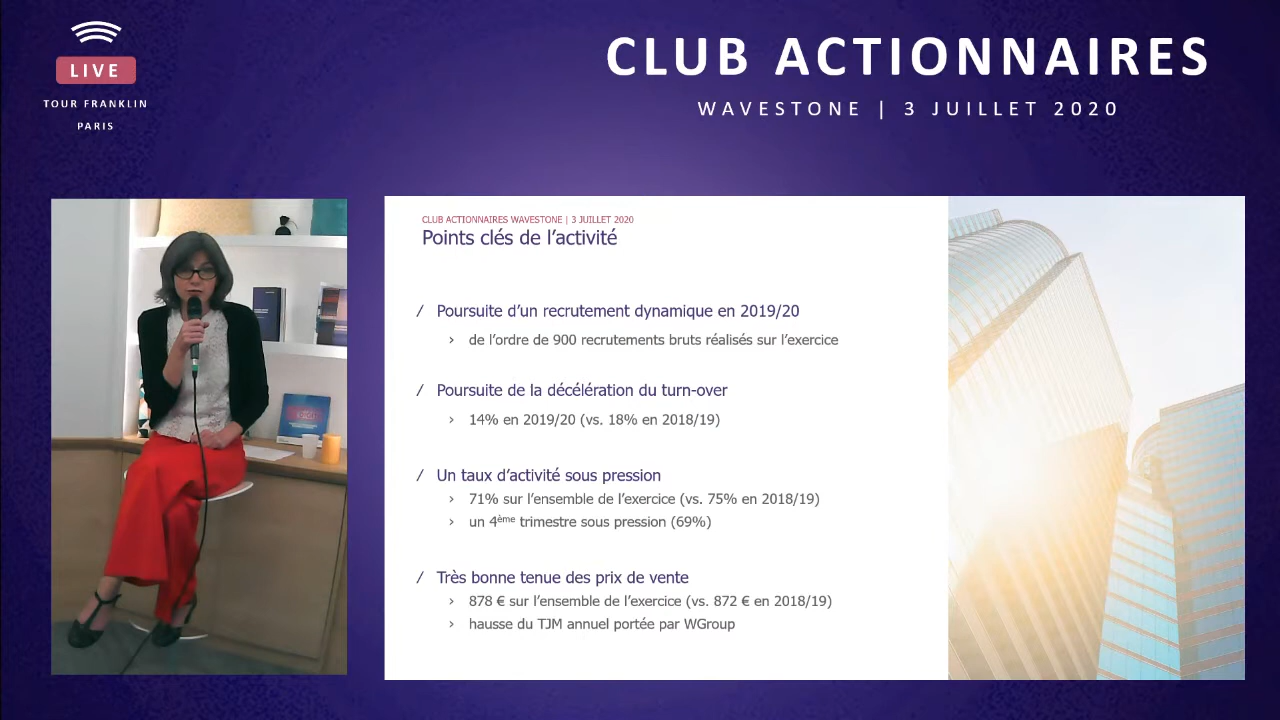 LIVE
TOUR FRANKLIN
PARIS
CLUB ACTIONNAIRES
WAVESTONE | 3 JUILLET 2020
CLUB ACTIONNAIRES WAVESTONE | 3 JUILLET 2020
Points clés de l’activité
/ Poursuite d’un recrutement dynamique en 2019/20
› de l’ordre de 900 recrutements bruts réalisés sur l’exercice
/ Poursuite de la décélération du turn-over
› 14% en 2019/20 (vs. 18% en 2018/19)
/ Un taux d’activité sous pression
› 71% sur l’ensemble de l’exercice (vs. 75% en 2018/19)
› un 4ème trimestre sous pression (69%)
/ Très bonne tenue des prix de vente
› 878 € sur l’ensemble de l’exercice (vs. 872 € en 2018/19)
› hausse du TJM annuel portée par WGroup